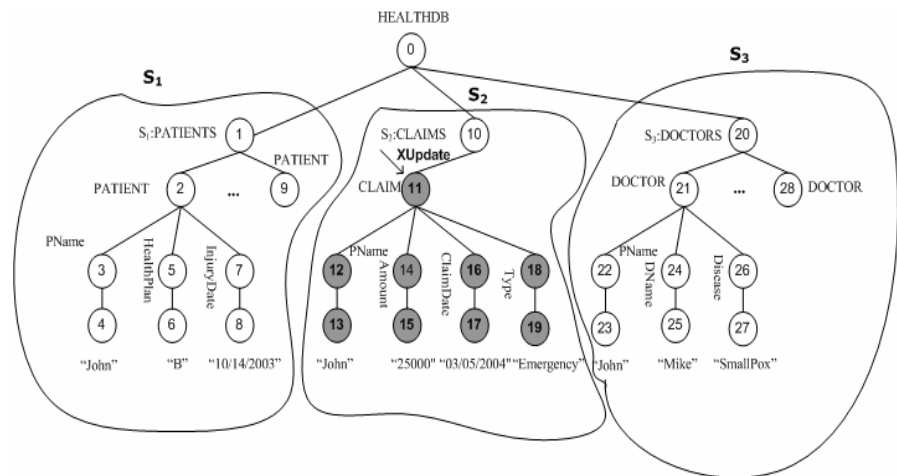 HEALTHDB
0
S1
S2
S3
S1:PATIENTS
1
S2:CLAIMS
10
S3:DOCTORS
20
XUpdate
PATIENT
PATIENT
2
...
9
CLAIM
11
DOCTOR
21
...
28
DOCTOR
PName
HealthPlan
InjuryDate
3
5
7
PName
Amount
ClaimDate
Type
12
14
16
18
PName
DName
Disease
22
24
26
4
6
8
13
15
17
19
23
25
27
“John”
“B”
“10/14/2003”
“John”
“25000"
“03/05/2004"
“Emergency”
“John”
“Mike”
“SmallPox”